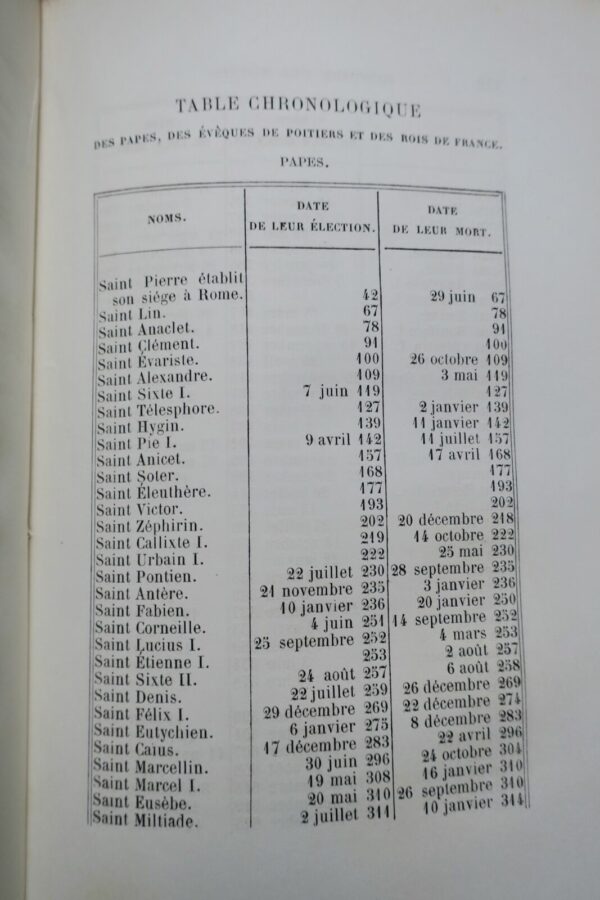 TABLE CHRONOLOGIQUE
DES PAPES, DES ÉVÊQUES DE POITIERS ET DES ROIS DE FRANCE.
PAPES.
NOMS. DATE DE LEUR ÉLECTION. DATE DE LEUR MORT.
Saint Pierre établit
son siége à Rome. 42 29 juin 67
Saint Lin. 67 78
Saint Anaclet. 78 91
Saint Clément. 91 100
Saint Évariste. 100 26 octobre 109
Saint Alexandre. 109 3 mai 119
Saint Sixte I. 7 juin 119 127
Saint Télesphore. 127 2 janvier 139
Saint Hygin. 139 11 janvier 142
Saint Pie I. 9 avril 142 11 juillet 157
Saint Anicet. 157 17 avril 168
Saint Soter. 168 177
Saint Éleuthère. 177 193
Saint Victor. 193 202
Saint Zéphirin. 202 20 décembre 218
Saint Callixte I. 219 14 octobre 222
Saint Urbain I. 222 25 mai 230
Saint Pontien. 22 juillet 230 28 septembre 235
Saint Antère. 21 novembre 235 3 janvier 236
Saint Fabien. 10 janvier 236 20 janvier 250
Saint Corneille. 4 juin 251 14 septembre 252
Saint Lucius I. 25 septembre 252 4 mars 253
Saint Étienne I. 253 2 août 257
Saint Sixte II. 24 août 257 6 août 258
Saint Denis. 22 juillet 259 26 décembre 269
Saint Félix I. 29 décembre 269 22 décembre 274
Saint Eutychien. 6 janvier 275 8 décembre 283
Saint Caius. 17 décembre 283 22 avril 296
Saint Marcellin. 30 juin 296 24 octobre 304
Saint Marcel I. 19 mai 308 16 janvier 310
Saint Eusèbe. 20 mai 310 26 septembre 310
Saint Miltiade. 2 juillet 311 10 janvier 314